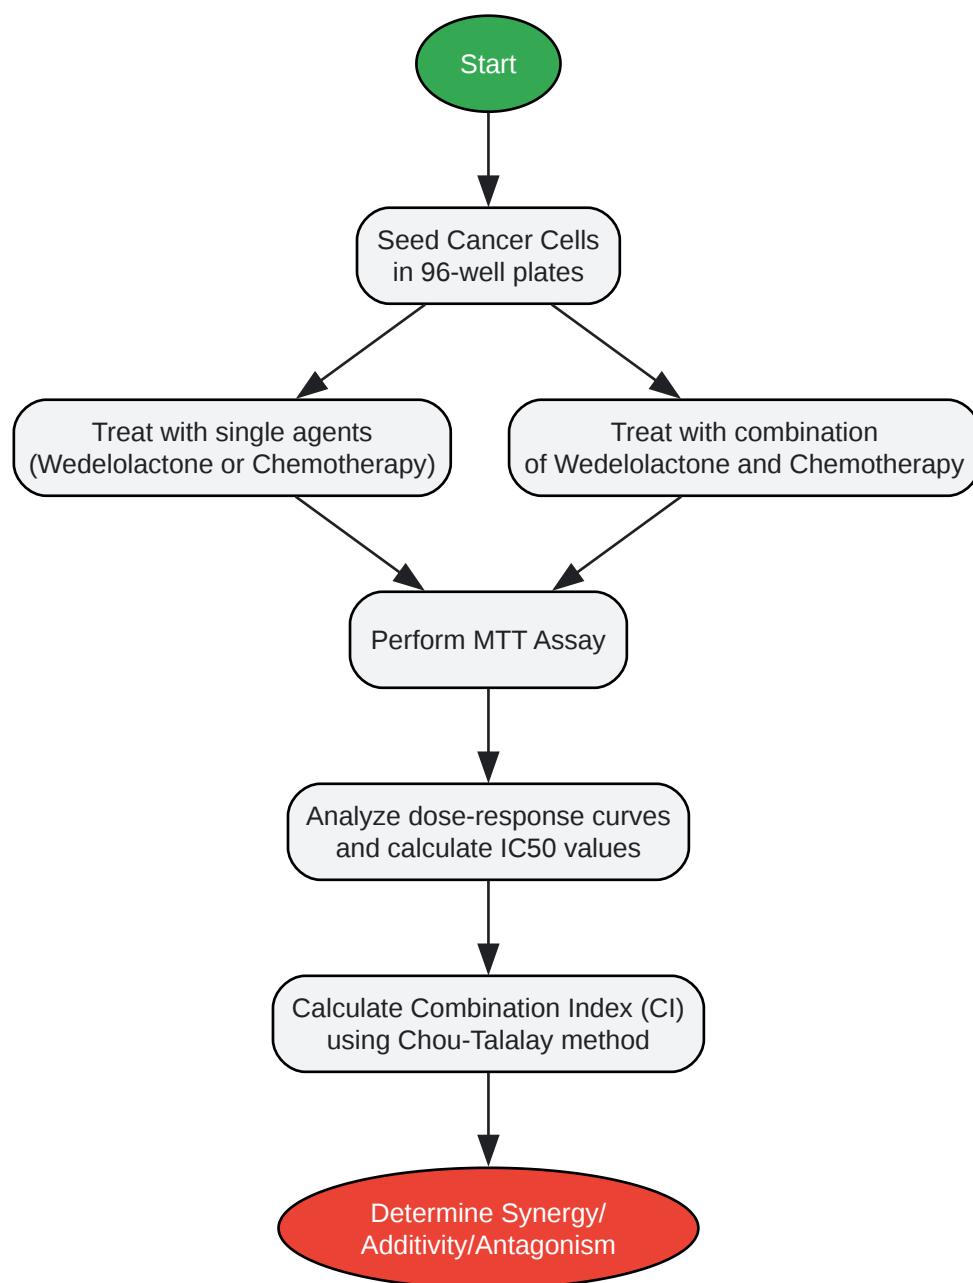 Start
Seed Cancer Cells
in 96-well plates
Treat with single agents
(Wedelolactone or Chemotherapy)
Treat with combination
of Wedelolactone and Chemotherapy
Perform MTT Assay
Analyze dose-response curves
and calculate IC50 values
Calculate Combination Index (CI)
using Chou-Talalay method
Determine Synergy/
Additivity/Antagonism